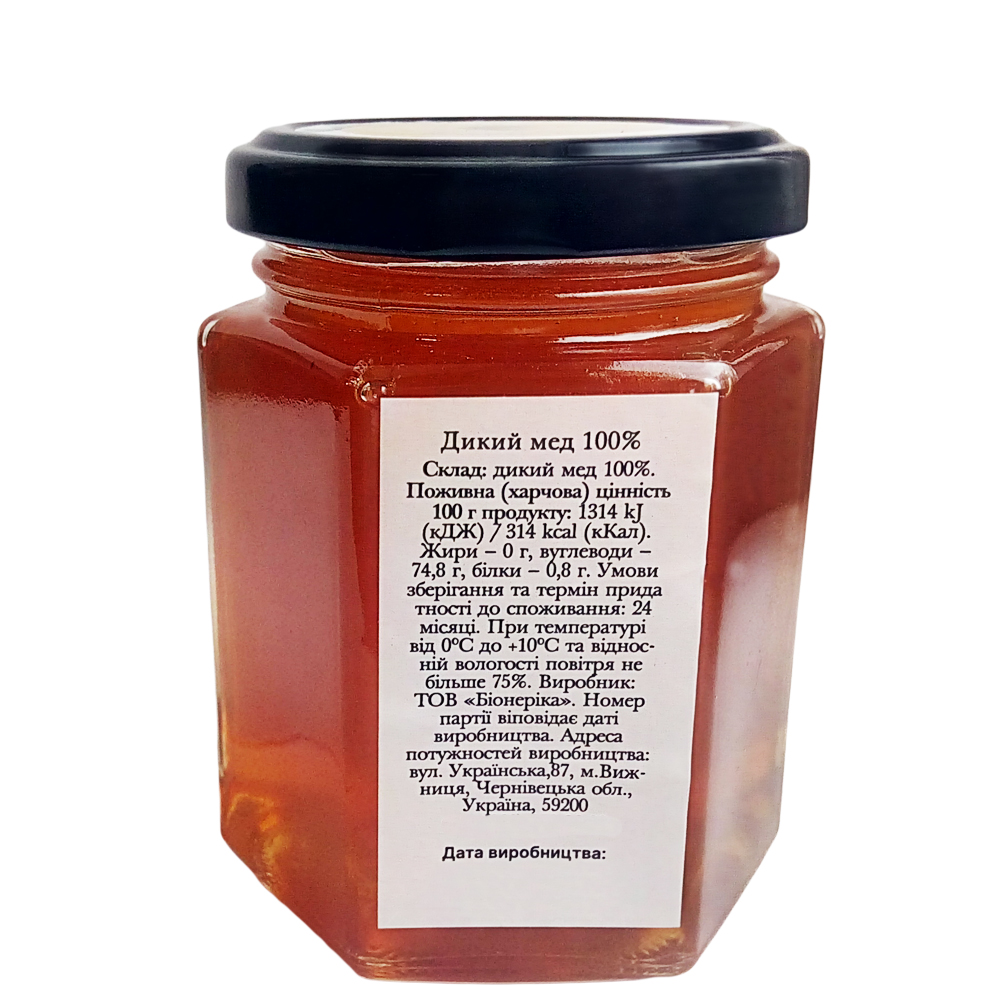 Дикий мед 100%
Склад: дикий мед 100%.
Поживна (харчова) цінність
100 г продукту: 1314 kJ
(кДЖ) / 314 kcal (кКал).
Жири – 0 г, вуглеводи –
74,8 г, білки – 0,8 г. Умови
зберігання та термін прида
тності до споживання: 24
місяці. При температурі
від 0ºС до +10ºС та віднос-
ній вологості повітря не
більше 75%. Виробник:
ТОВ «Біонеріка». Номер
партії віповідає даті
виробництва. Адреса
потужностей виробництва:
вул. Українська,87, м.Виж-
ниця, Чернівецька обл.,
Україна, 59200
Дата виробництва: